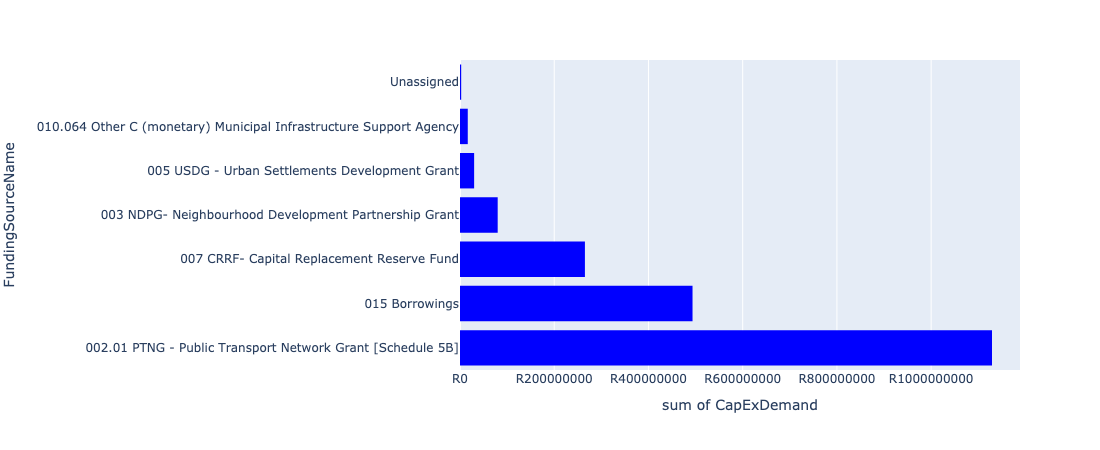 FundingSourceName
Unassigned
010.064 Other C (monetary) Municipal Infrastructure Support Agency
005 USDG - Urban Settlements Development Grant
003 NDPG- Neighbourhood Development Partnership Grant
007 CRRF- Capital Replacement Reserve Fund
015 Borrowings
002.01 PTNG - Public Transport Network Grant [Schedule 5B]
R0 R200000000 R400000000 R600000000 R800000000 R1000000000
sum of CapExDemand